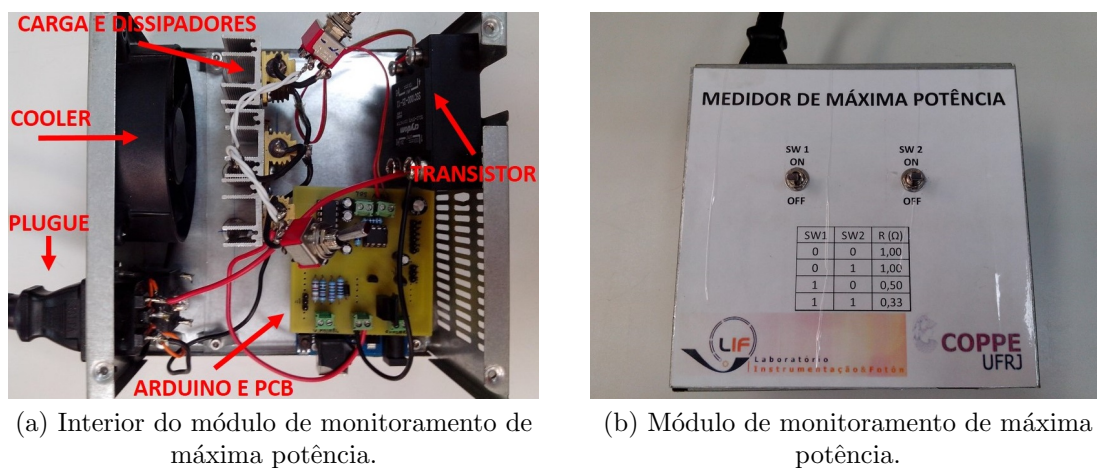 CARGA E DISSIPADORES
COOLER
TRANSISTOR
PLUGUE
ARDUINO E PCB
(a) Interior do módulo de monitoramento de
máxima potência.
MEDIDOR DE MÁXIMA POTÊNCIA
SW 1
ON
OFF
SW 2
ON
OFF
SW1 SW2 R (Ω)
0 0 1,00
0 1 1,00
1 0 0,50
1 1 0,33
LIF
Laboratório
Instrumentação&Fotôn
COPPE
UFRJ
(b) Módulo de monitoramento de máxima
potência.